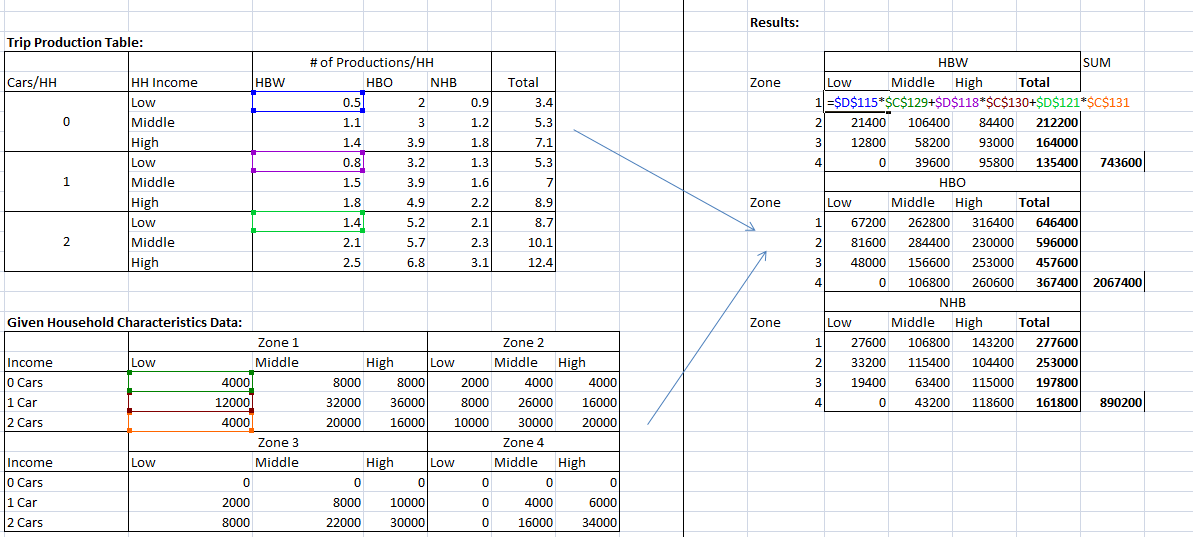 Results:
Trip Production Table:
# of Productions/HH HBW SUM
Cars/HH HH Income HBW HBO NHB Total Zone Low Middle High Total
Low 0.5 2 0.9 3.4 1 =$D$115*$C$129+$D$118*$C$130+$D$121*$C$131
0 Middle 1.1 3 1.2 5.3 2 21400 106400 84400 212200
High 1.4 3.9 1.8 7.1 3 12800 58200 93000 164000
Low 0.8 3.2 1.3 5.3 4 0 39600 95800 135400 743600
1 Middle 1.5 3.9 1.6 7 HBO
High 1.8 4.9 2.2 8.9 Zone Low Middle High Total
Low 1.4 5.2 2.1 8.7 1 67200 262800 316400 646400
2 Middle 2.1 5.7 2.3 10.1 2 81600 284400 230000 596000
High 2.5 6.8 3.1 12.4 3 48000 156600 253000 457600
4 0 106800 260600 367400 2067400
NHB
Given Household Characteristics Data: Zone Low Middle High Total
Zone 1 Zone 2 1 27600 106800 143200 277600
Income Low Middle High Low Middle High 2 33200 115400 104400 253000
0 Cars 4000 8000 8000 2000 4000 4000 3 19400 63400 115000 197800
1 Car 12000 32000 36000 8000 26000 16000 4 0 43200 118600 161800 890200
2 Cars 4000 20000 16000 10000 30000 20000
Zone 3 Zone 4
Income Low Middle High Low Middle High
0 Cars 0 0 0 0 0 0
1 Car 2000 8000 10000 0 4000 6000
2 Cars 8000 22000 30000 0 16000 34000